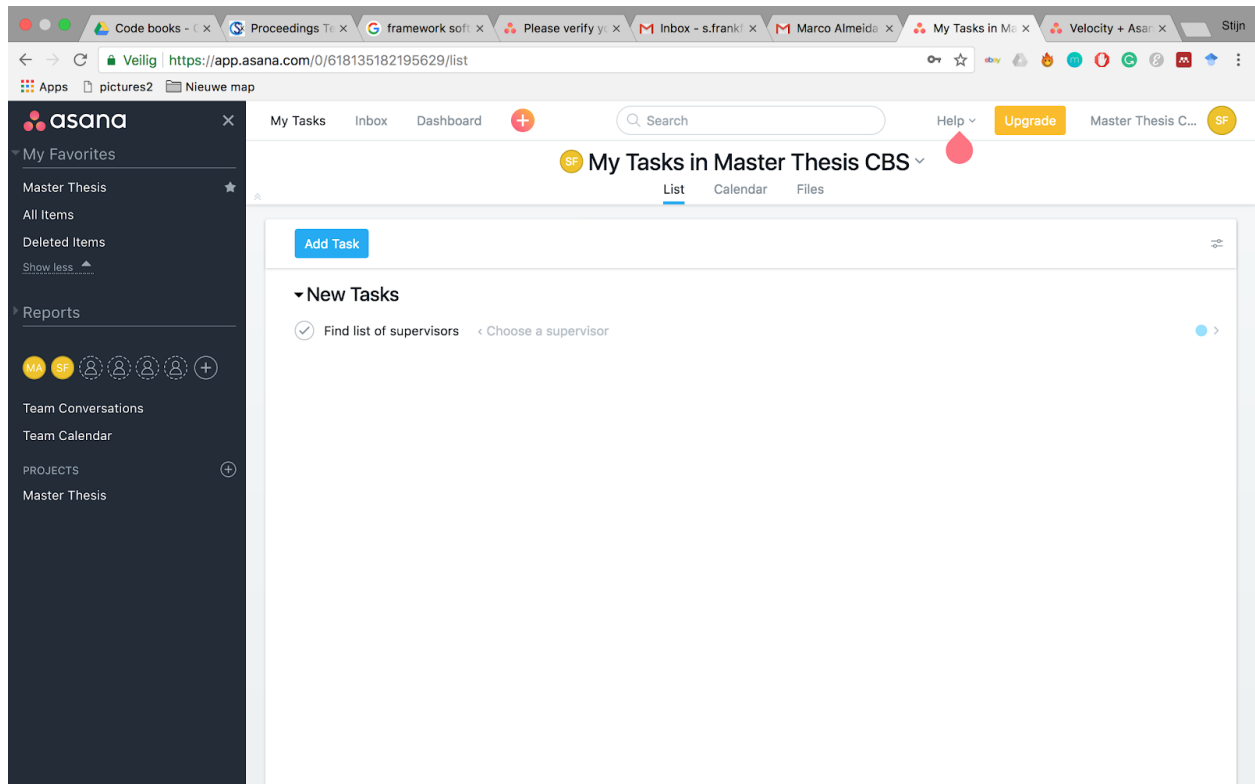 Code books - G Proceedings Te framework soft Please verify yo Inbox - s.frankf Marco Almeida My Tasks in Ma Velocity + Asan Stijn
Veilig https://app.asana.com/0/618135182195629/list
Apps pictures2 Nieuwe map
asana My Tasks Inbox Dashboard Search Help Upgrade Master Thesis C... SF
My Favorites
SF My Tasks in Master Thesis CBS
Master Thesis
List Calendar Files
All Items
Deleted Items
Show less
Add Task
New Tasks
Reports
Find list of supervisors ‹ Choose a supervisor
MA SF
Team Conversations
Team Calendar
PROJECTS
Master Thesis